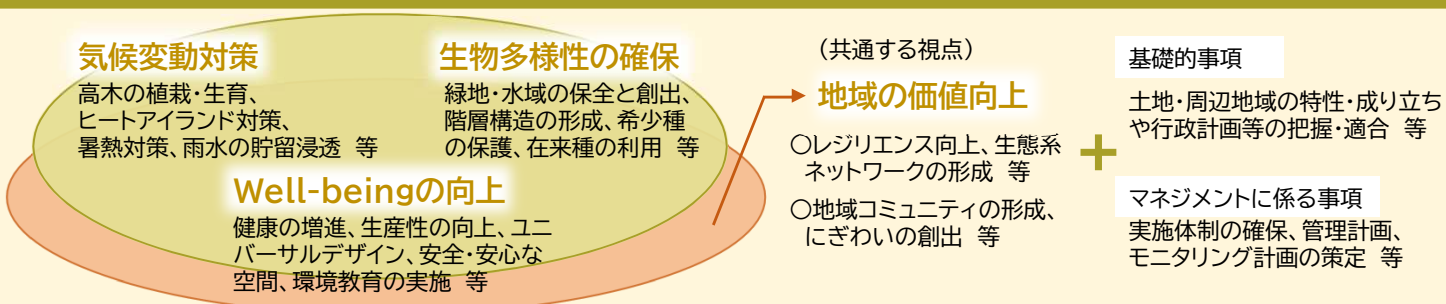 気候変動対策
高木の植栽・生育、
ヒートアイランド対策、
暑熱対策、雨水の貯留浸透 等
生物多様性の確保
緑地・水域の保全と創出、
階層構造の形成、希少種
の保護、在来種の利用 等
Well-beingの向上
健康の増進、生産性の向上、ユニ
バーサルデザイン、安全・安心な
空間、環境教育の実施 等
（共通する視点）
地域の価値向上
〇レジリエンス向上、生態系
ネットワークの形成 等
〇地域コミュニティの形成、
にぎわいの創出 等
+
基礎的事項
土地・周辺地域の特性・成り立ち
や行政計画等の把握・適合 等
マネジメントに係る事項
実施体制の確保、管理計画、
モニタリング計画の策定 等